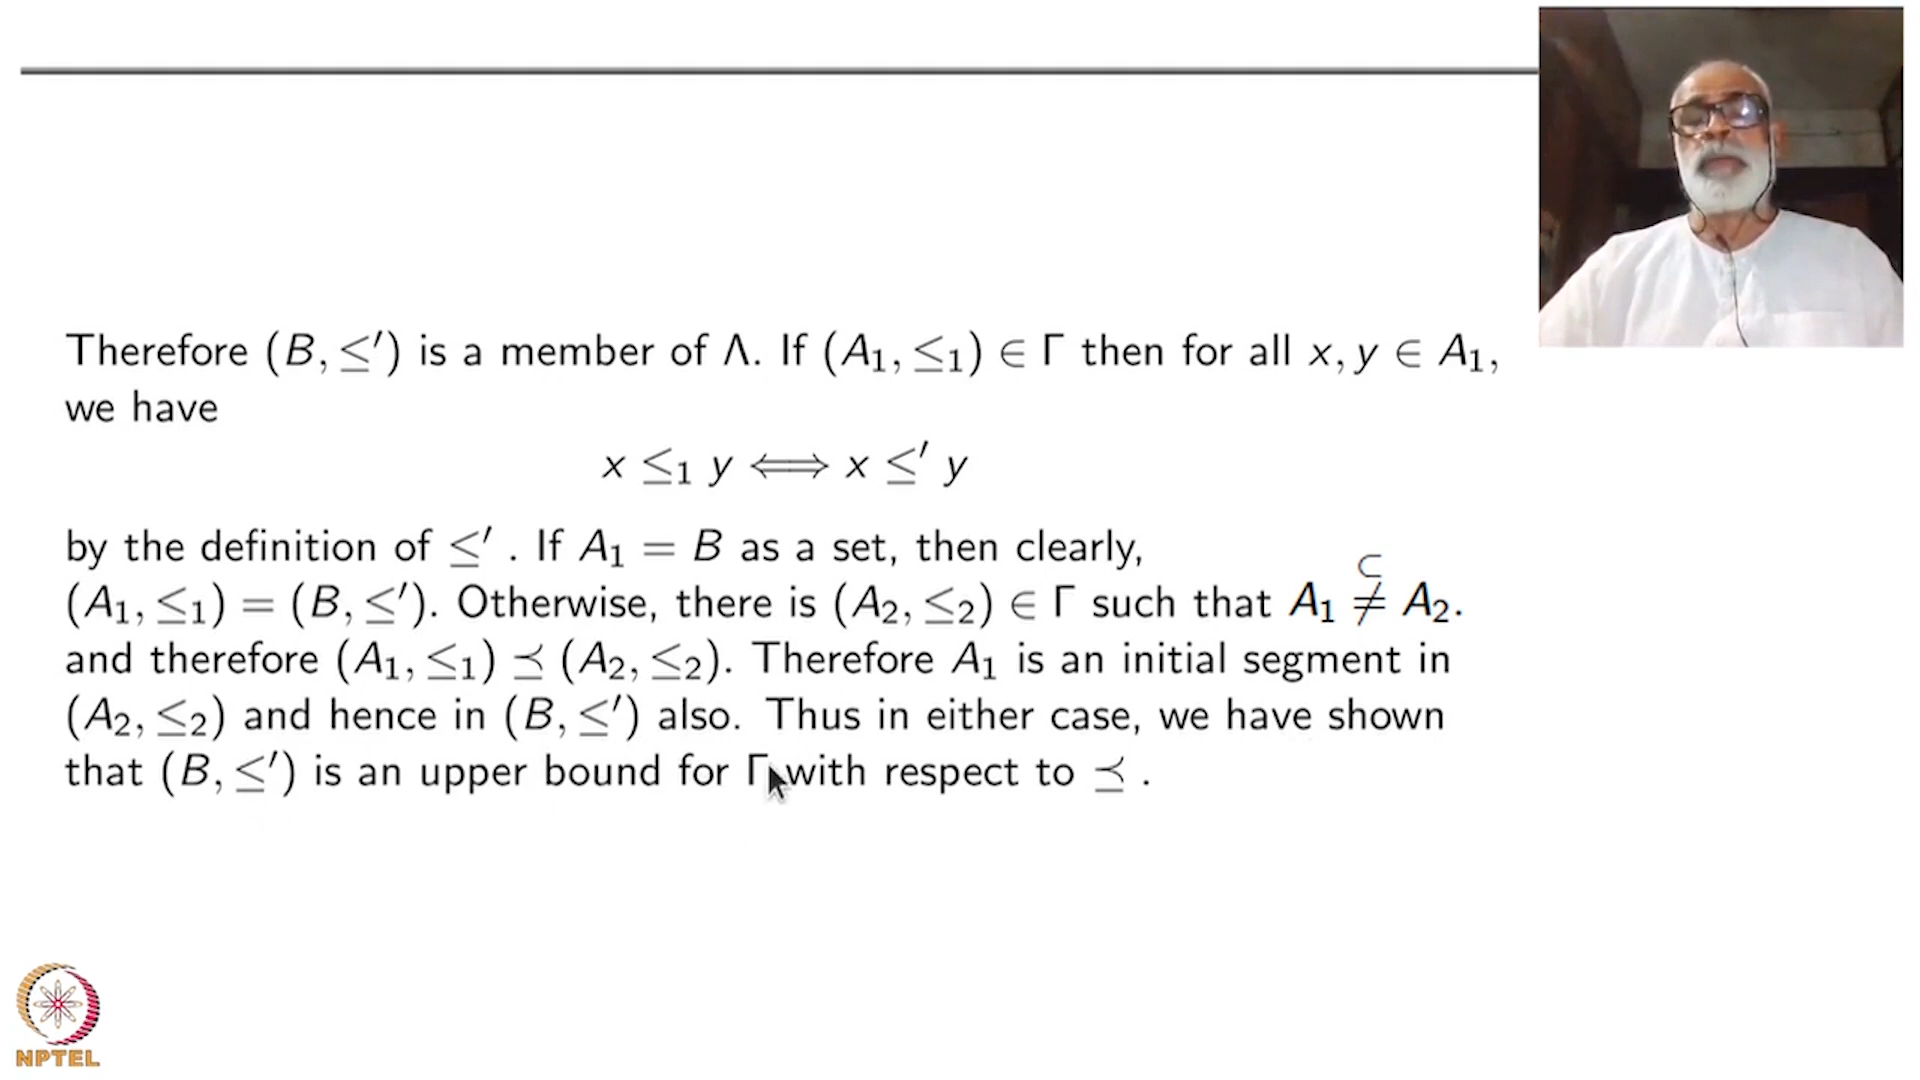 Therefore (B, ≤′) is a member of Λ. If (A₁, ≤₁) ∈ Γ then for all x, y ∈ A₁,
we have
x ≤₁ y ⟺ x ≤′ y
by the definition of ≤′ . If A₁ = B as a set, then clearly,
(A₁, ≤₁) = (B, ≤′). Otherwise, there is (A₂, ≤₂) ∈ Γ such that A₁ ⊊ A₂.
and therefore (A₁, ≤₁) ⪯ (A₂, ≤₂). Therefore A₁ is an initial segment in
(A₂, ≤₂) and hence in (B, ≤′) also. Thus in either case, we have shown
that (B, ≤′) is an upper bound for Γ with respect to ⪯ .
NPTEL